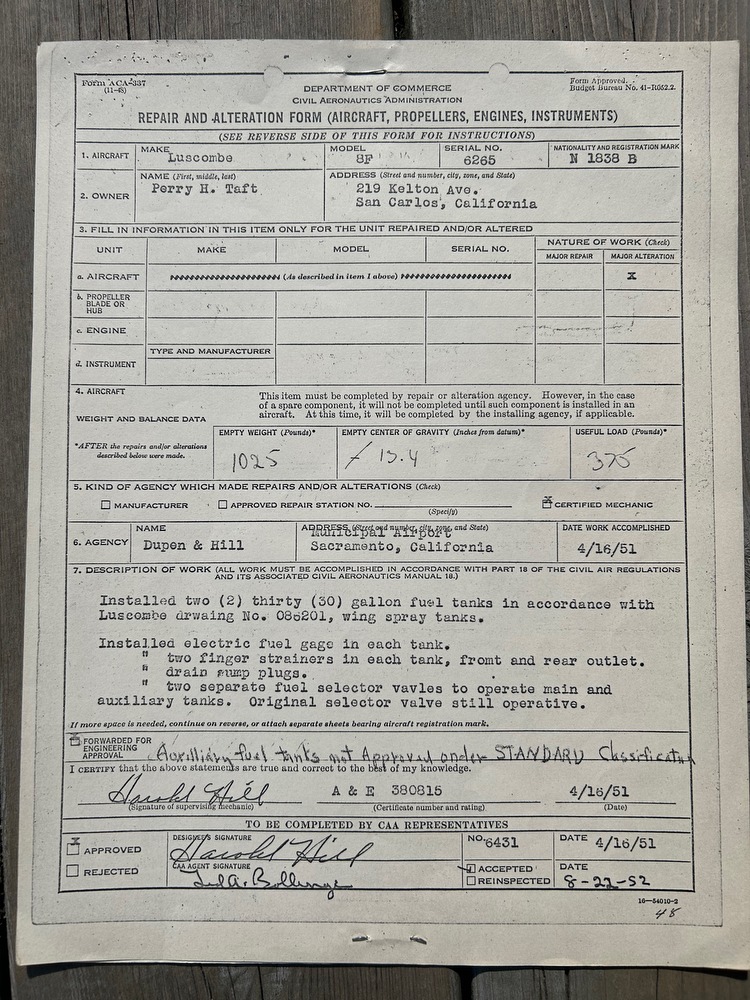 Form ACA-337
(11-48)
Form Approved.
Budget Bureau No. 41-R052.2.
DEPARTMENT OF COMMERCE
CIVIL AERONAUTICS ADMINISTRATION
REPAIR AND ALTERATION FORM (AIRCRAFT, PROPELLERS, ENGINES, INSTRUMENTS)
(SEE REVERSE SIDE OF THIS FORM FOR INSTRUCTIONS)
1. AIRCRAFT
MAKE
Luscombe
MODEL
8F
SERIAL NO.
6265
NATIONALITY AND REGISTRATION MARK
N 1838 B
2. OWNER
NAME (First, middle, last)
Perry H. Taft
ADDRESS (Street and number, city, zone, and State)
219 Kelton Ave.
San Carlos, California
3. FILL IN INFORMATION IN THIS ITEM ONLY FOR THE UNIT REPAIRED AND/OR ALTERED
UNIT
MAKE
MODEL
SERIAL NO.
NATURE OF WORK (Check)
MAJOR REPAIR
MAJOR ALTERATION
a. AIRCRAFT
(As described in item 1 above)
X
b. PROPELLER
BLADE OR
HUB
c. ENGINE
d. INSTRUMENT
TYPE AND MANUFACTURER
4. AIRCRAFT
WEIGHT AND BALANCE DATA
This item must be completed by repair or alteration agency. However, in the case
of a spare component, it will not be completed until such component is installed in an
aircraft. At this time, it will be completed by the installing agency, if applicable.
*AFTER the repairs and/or alterations
described below were made.
EMPTY WEIGHT (Pounds)*
1025
EMPTY CENTER OF GRAVITY (Inches from datum)*
13.4
USEFUL LOAD (Pounds)*
375
5. KIND OF AGENCY WHICH MADE REPAIRS AND/OR ALTERATIONS (Check)
MANUFACTURER
APPROVED REPAIR STATION NO.
(Specify)
X CERTIFIED MECHANIC
6. AGENCY
NAME
Dupen & Hill
ADDRESS (Street and number, city, zone, and State)
Municipal Airport
Sacramento, California
DATE WORK ACCOMPLISHED
4/16/51
7. DESCRIPTION OF WORK (ALL WORK MUST BE ACCOMPLISHED IN ACCORDANCE WITH PART 18 OF THE CIVIL AIR REGULATIONS
AND ITS ASSOCIATED CIVIL AERONAUTICS MANUAL 18.)
Installed two (2) thirty (30) gallon fuel tanks in accordance with
Luscombe drwaing No. 086201, wing spray tanks.
Installed electric fuel gage in each tank.
" two finger strainers in each tank, fromt and rear outlet.
" drain sump plugs.
" two separate fuel selector vavles to operate main and
auxiliary tanks. Original selector valve still operative.
If more space is needed, continue on reverse, or attach separate sheets bearing aircraft registration mark.
FORWARDED FOR
ENGINEERING
APPROVAL
Auxilliary fuel tanks not Approved under STANDARD Classification
I CERTIFY that the above statements are true and correct to the best of my knowledge.
Harold Hill
(Signature of supervising mechanic)
A & E 380815
(Certificate number and rating)
4/16/51
(Date)
TO BE COMPLETED BY CAA REPRESENTATIVES
X APPROVED
REJECTED
DESIGNEE'S SIGNATURE
Harold Hill
NO.
6431
DATE 4/16/51
CAA AGENT SIGNATURE
ACCEPTED
REINSPECTED
DATE
8-22-52
16—54010-2
48